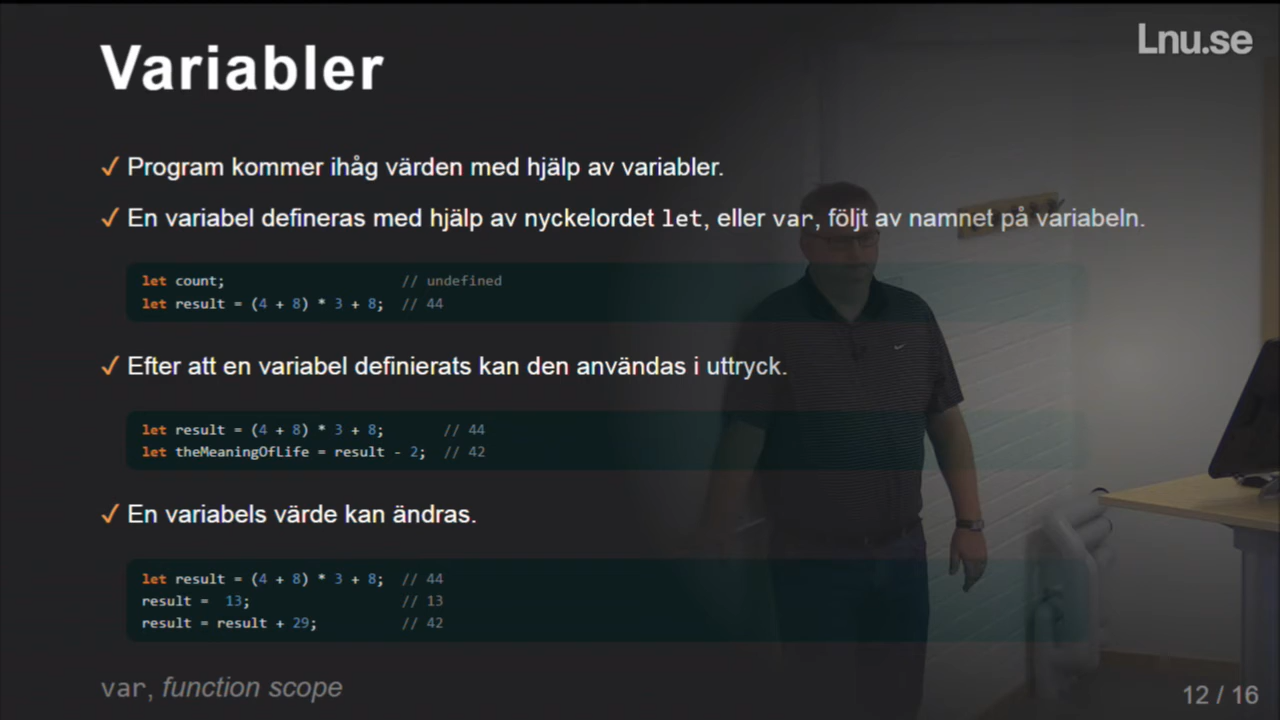 Lnu.se
Variabler
✓ Program kommer ihåg värden med hjälp av variabler.
✓ En variabel defineras med hjälp av nyckelordet let, eller var, följt av namnet på variabeln.
let count; // undefined
let result = (4 + 8) * 3 + 8; // 44
✓ Efter att en variabel definierats kan den användas i uttryck.
let result = (4 + 8) * 3 + 8; // 44
let theMeaningOfLife = result - 2; // 42
✓ En variabels värde kan ändras.
let result = (4 + 8) * 3 + 8; // 44
result = 13; // 13
result = result + 29; // 42
var, function scope
12 / 16